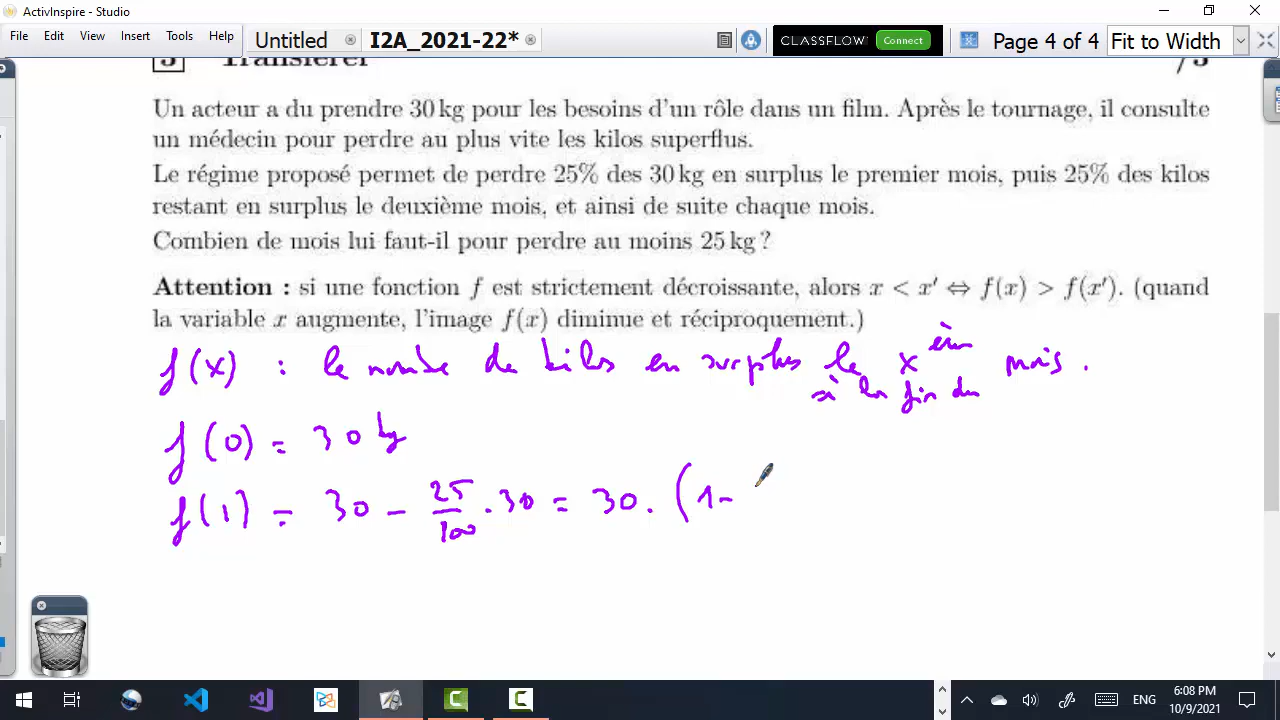 ActivInspire - Studio
File Edit View Insert Tools Help
Untitled
I2A_2021-22*
CLASSFLOW Connect
Page 4 of 4
Fit to Width
3 Transférer /5
Un acteur a du prendre 30 kg pour les besoins d'un rôle dans un film. Après le tournage, il consulte
un médecin pour perdre au plus vite les kilos superflus.
Le régime proposé permet de perdre 25% des 30 kg en surplus le premier mois, puis 25% des kilos
restant en surplus le deuxième mois, et ainsi de suite chaque mois.
Combien de mois lui faut-il pour perdre au moins 25 kg ?
Attention : si une fonction f est strictement décroissante, alors x < x′ ⇔ f(x) > f(x′). (quand
la variable x augmente, l'image f(x) diminue et réciproquement.)
f(x) : le nombre de kilos en surplus le x ème mois.
à la fin du
f(0) = 30 kg
f(1) = 30 - 25/100 . 30 = 30 . (1-
ENG
6:08 PM
10/9/2021